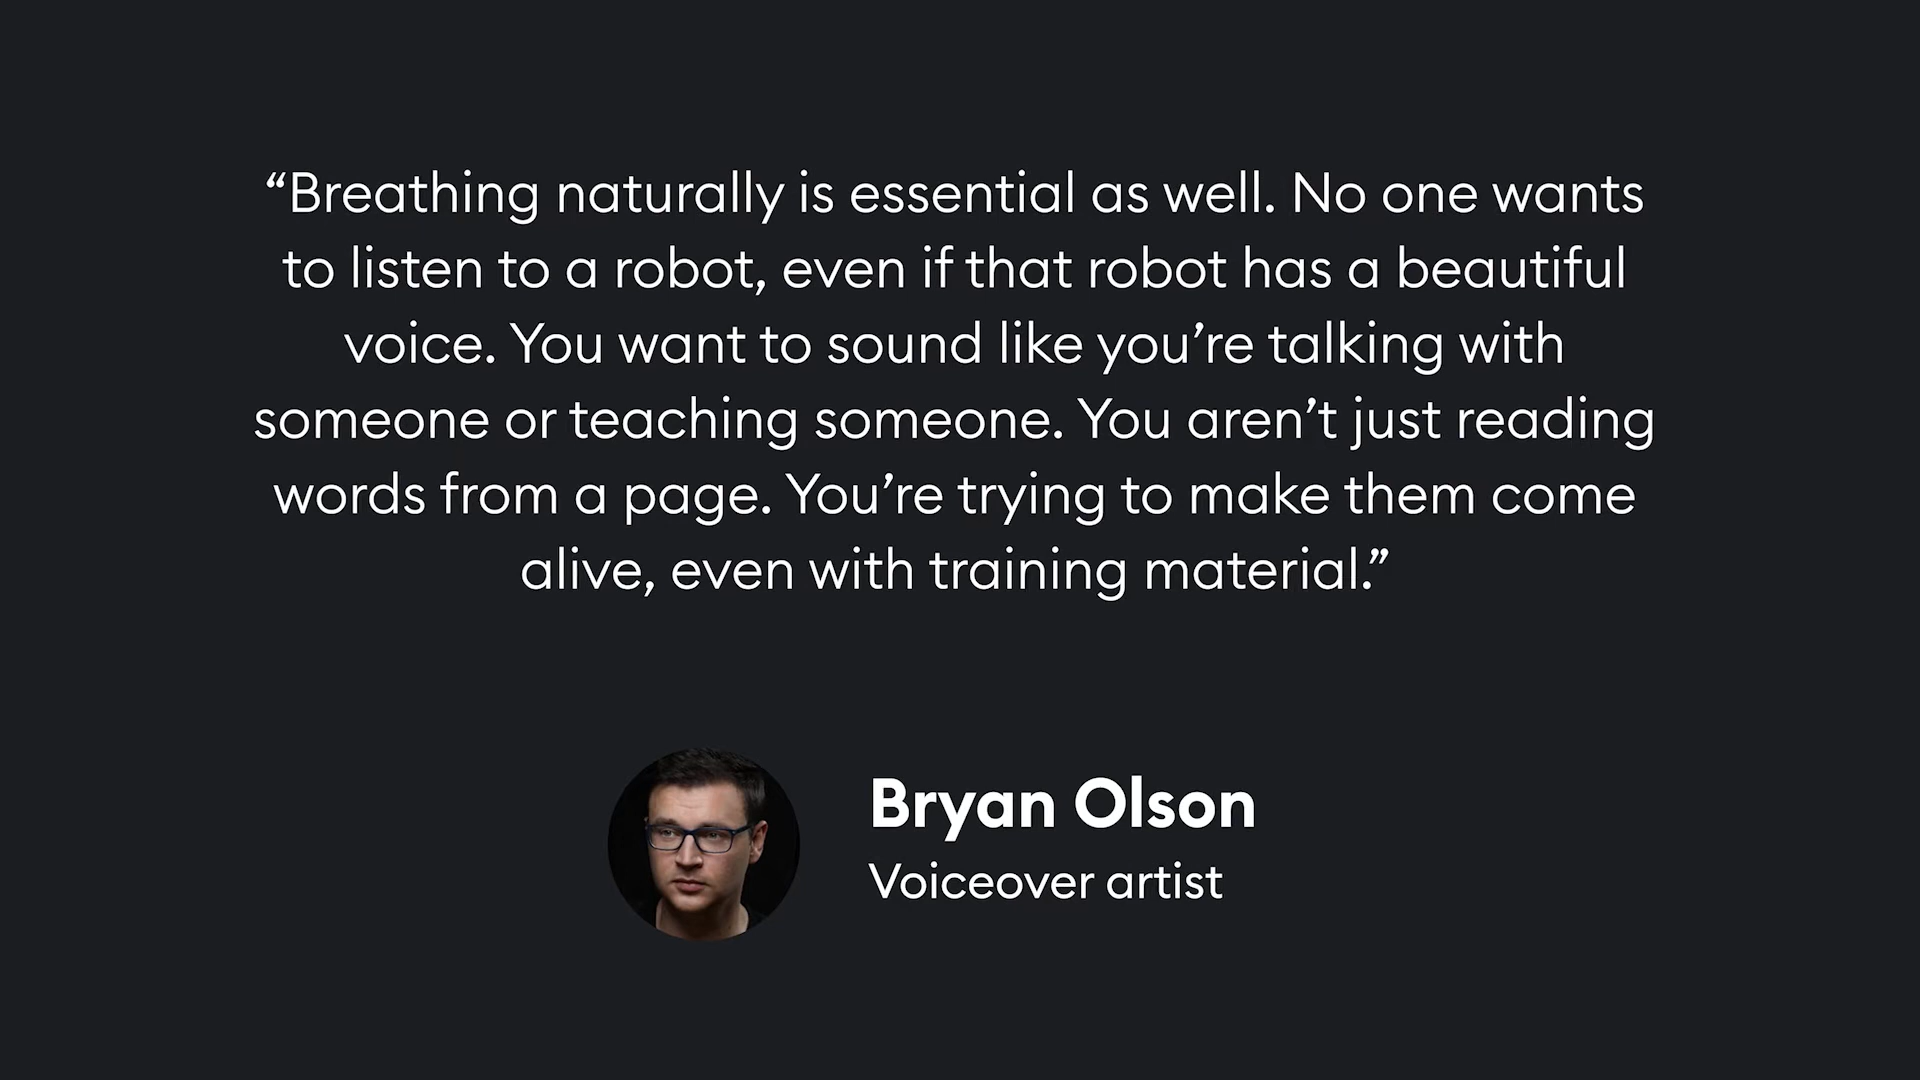 “Breathing naturally is essential as well. No one wants
to listen to a robot, even if that robot has a beautiful
voice. You want to sound like you’re talking with
someone or teaching someone. You aren’t just reading
words from a page. You’re trying to make them come
alive, even with training material.”
Bryan Olson
Voiceover artist